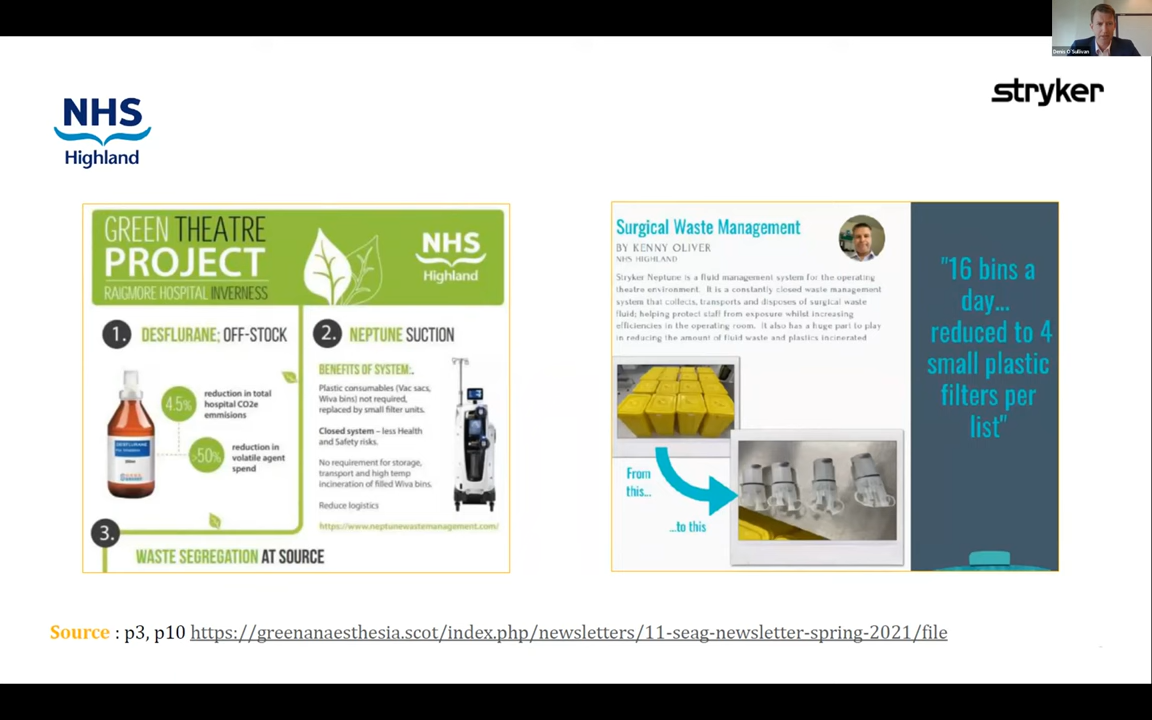 Denis O Sullivan
stryker
NHS
Highland
GREEN THEATRE
PROJECT
RAIGMORE HOSPITAL INVERNESS
NHS
Highland
1.
DESFLURANE; OFF-STOCK
4.5%
reduction in total
hospital CO2e
emmisions
>50%
reduction in
volatile agent
spend
DESFLURANE
2.
NEPTUNE SUCTION
BENEFITS OF SYSTEM:.
Plastic consumables (Vac sacs,
Wiva bins) not required,
replaced by small filter units.
Closed system – less Health
and Safety risks.
No requirement for storage,
transport and high temp
incineration of filled Wiva bins.
Reduce logistics
https://www.neptunewastemanagement.com/
3.
WASTE SEGREGATION AT SOURCE
Surgical Waste Management
BY KENNY OLIVER
NHS HIGHLAND
Stryker Neptune is a fluid management system for the operating
theatre environment. It is a constantly closed waste management
system that collects, transports and disposes of surgical waste
fluid; helping protect staff from exposure whilst increasing
efficiencies in the operating room. It also has a huge part to play
in reducing the amount of fluid waste and plastics incinerated
From
this...
...to this
"16 bins a
day...
reduced to 4
small plastic
filters per
list"
Source : p3, p10 https://greenanaesthesia.scot/index.php/newsletters/11-seag-newsletter-spring-2021/file